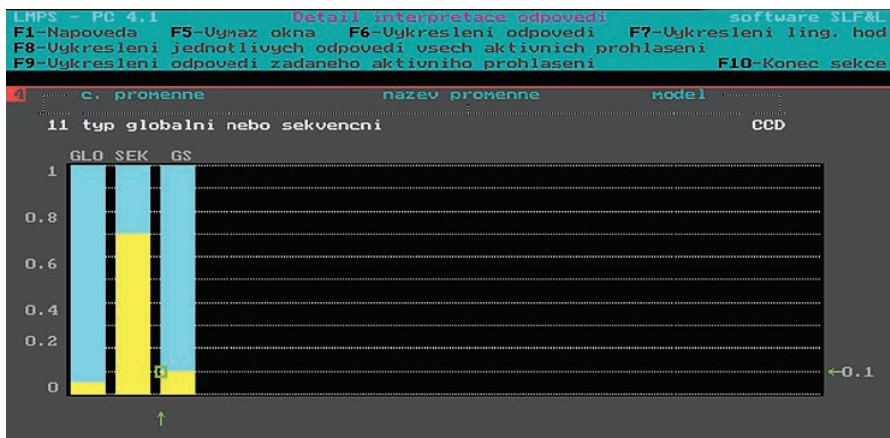 LMPS - PC 4.1 Detail interpretace odpovedi software SLF&L
F1-Napoveda F5-Vymaz okna F6-Vykresleni odpovedi F7-Vykresleni ling. hod
F8-Vykresleni jednotlivych odpovedi vsech aktivnich prohlaseni
F9-Vykresleni odpovedi zadaneho aktivniho prohlaseni F10-Konec sekce
4 c. promenne nazev promenne model
11 typ globalni nebo sekvencni CCD
GLO SEK GS
1
0.8
0.6
0.4
0.2
←0.1
0
↑